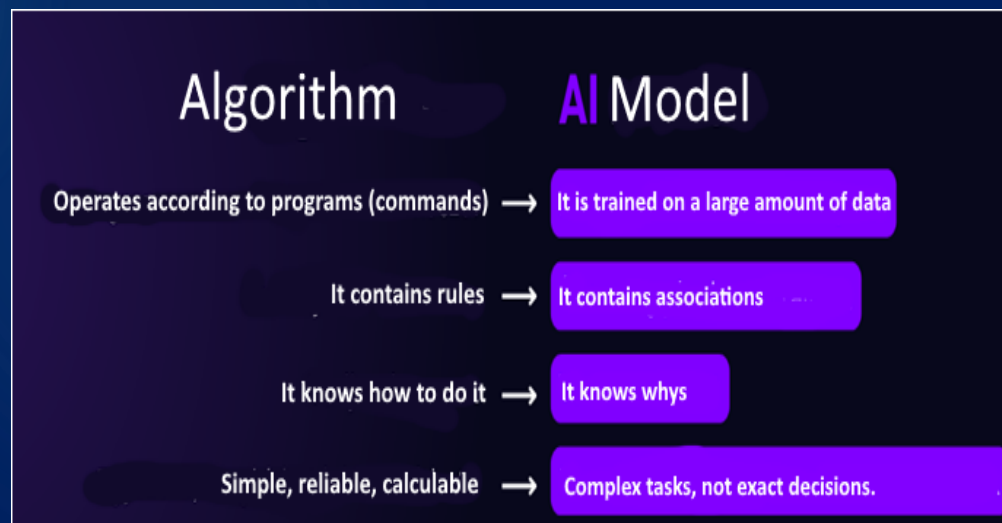 Algorithm AI Model
Operates according to programs (commands) → It is trained on a large amount of data
It contains rules → It contains associations
It knows how to do it → It knows whys
Simple, reliable, calculable → Complex tasks, not exact decisions.